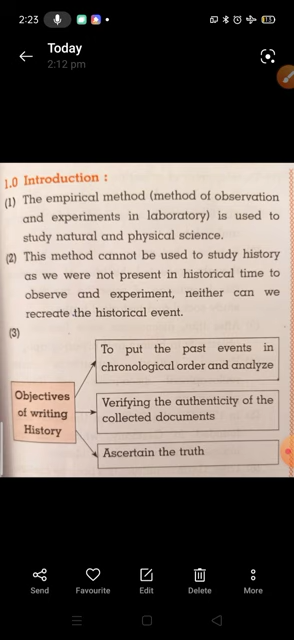 2:23
Today
2:12 pm
1.0 Introduction :
(1) The empirical method (method of observation
and experiments in laboratory) is used to
study natural and physical science.
(2) This method cannot be used to study history
as we were not present in historical time to
observe and experiment, neither can we
recreate the historical event.
(3)
To put the past events in
chronological order and analyze
Objectives
of writing
History
Verifying the authenticity of the
collected documents
Ascertain the truth
Send
Favourite
Edit
Delete
More